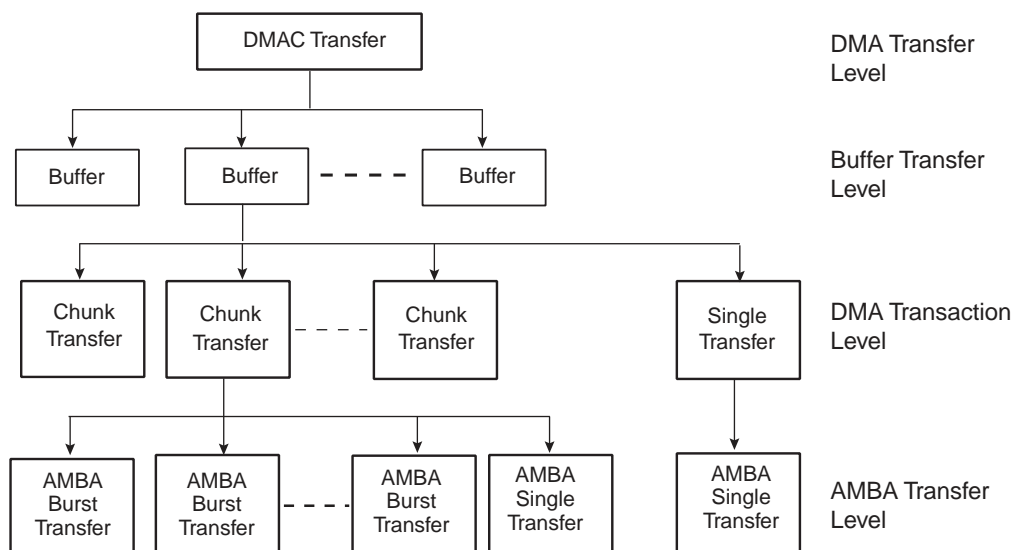 DMAC Transfer
DMA Transfer
Level
Buffer
Buffer
Buffer
Buffer Transfer
Level
Chunk
Transfer
Chunk
Transfer
Chunk
Transfer
Single
Transfer
DMA Transaction
Level
AMBA
Burst
Transfer
AMBA
Burst
Transfer
AMBA
Burst
Transfer
AMBA
Single
Transfer
AMBA
Single
Transfer
AMBA Transfer
Level